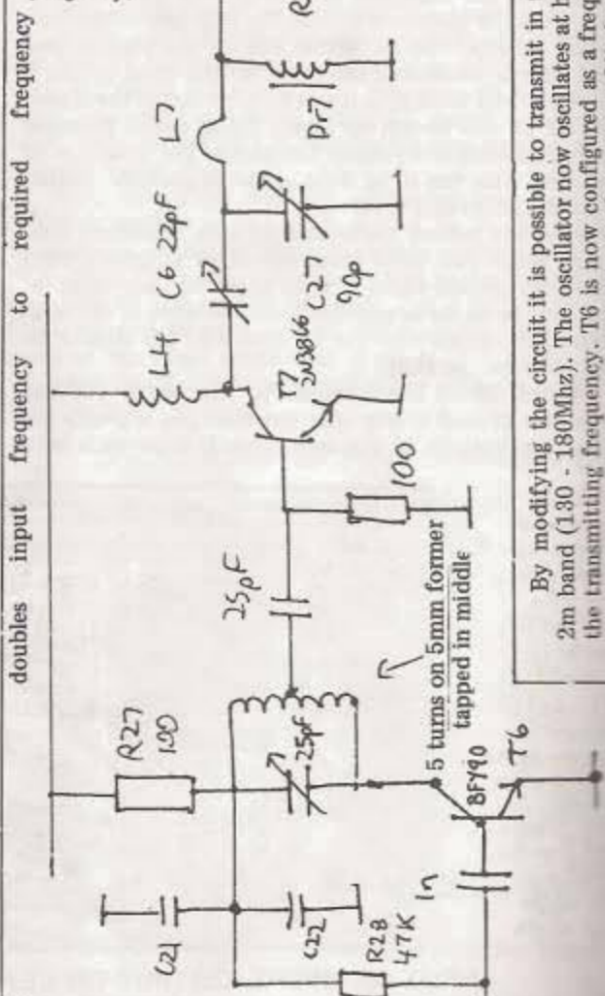 doubles input frequency to required frequency
R27
100
C21
C22
R28
47K
1n
25pF
25pF
BFY90
T6
5 turns on 5mm former
tapped in middle
100
L4
C6 22pF
T7
2N3866
C27
90p
L7
Dr7
R
By modifying the circuit it is possible to transmit in
2m band (130 - 180Mhz). The oscillator now oscillates at h
the transmitting frequency. T6 is now configured as a freq